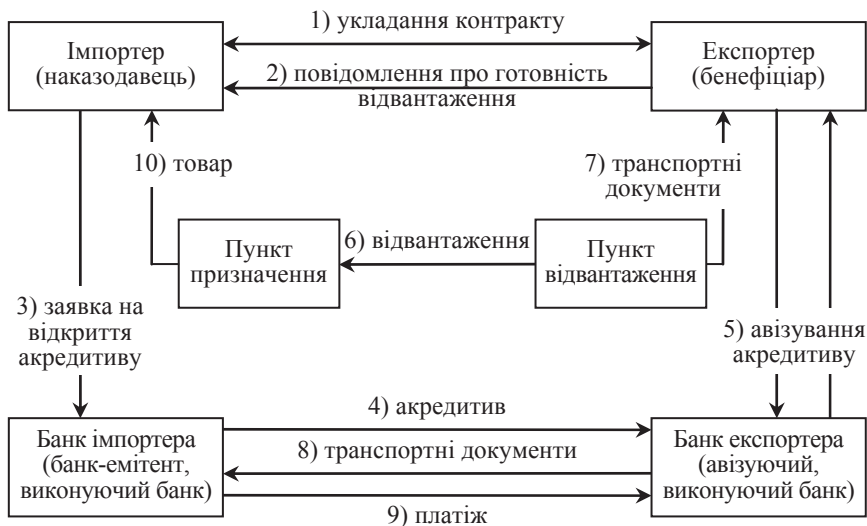 1) укладання контракту
Імпортер
(наказодавець)
Експортер
(бенефіціар)
2) повідомлення про готовність
відвантаження
10) товар
7) транспортні
документи
Пункт
призначення
6) відвантаження
Пункт
відвантаження
3) заявка на
відкриття
акредитиву
5) авізування
акредитиву
4) акредитив
Банк імпортера
(банк-емітент,
виконуючий банк)
8) транспортні документи
Банк експортера
(авізуючий,
виконуючий банк)
9) платіж